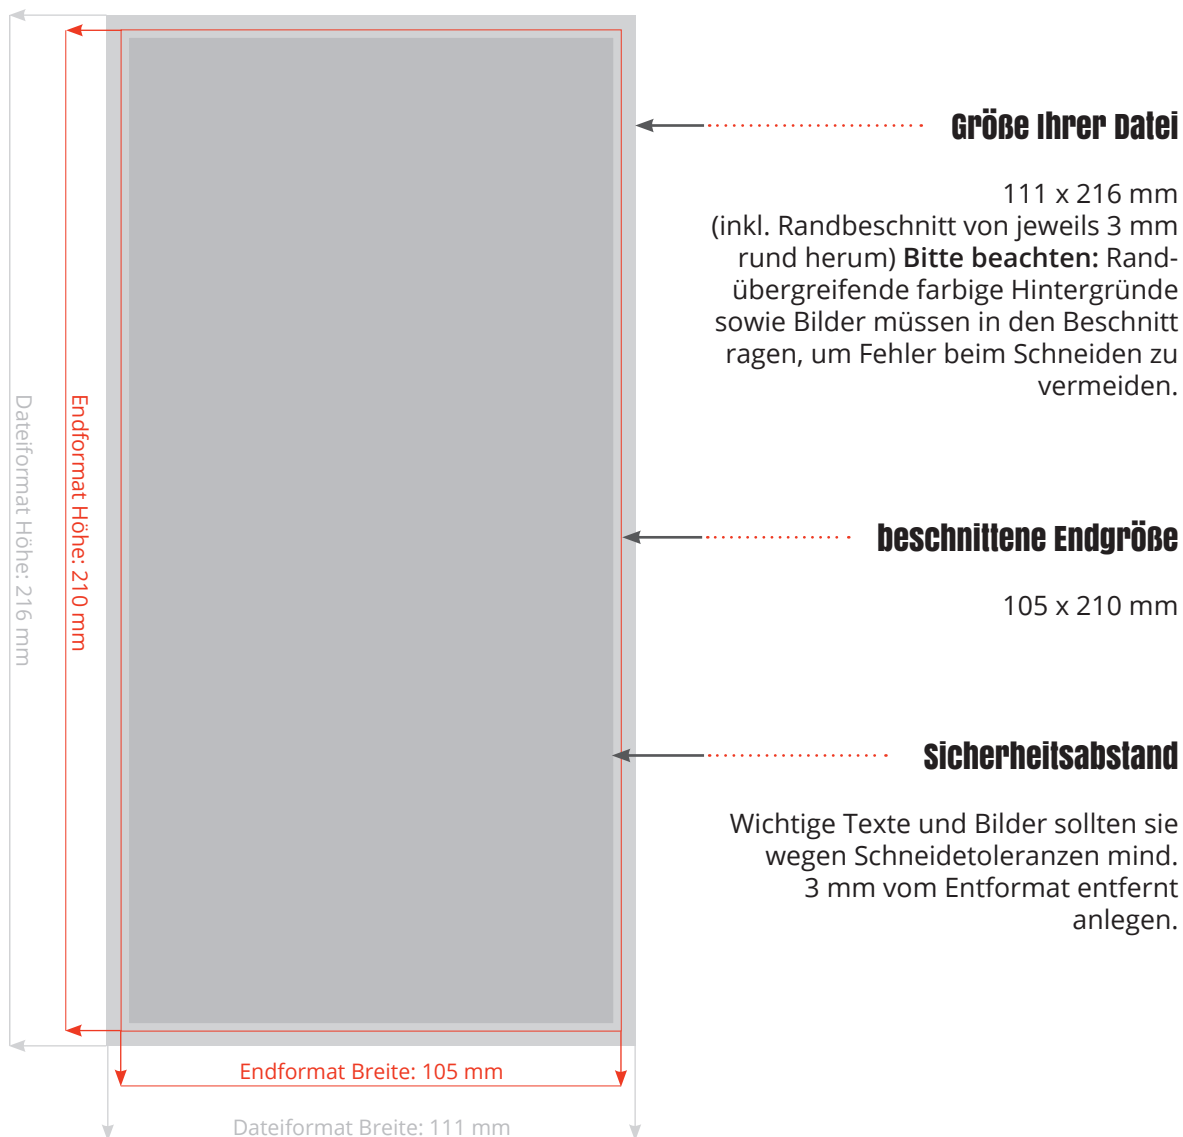 Größe Ihrer Datei
111 x 216 mm
(inkl. Randbeschnitt von jeweils 3 mm
rund herum) Bitte beachten: Rand-
übergreifende farbige Hintergründe
sowie Bilder müssen in den Beschnitt
ragen, um Fehler beim Schneiden zu
vermeiden.
Dateiformat Höhe: 216 mm
Endformat Höhe: 210 mm
beschnittene Endgröße
105 x 210 mm
Sicherheitsabstand
Wichtige Texte und Bilder sollten sie
wegen Schneidetoleranzen mind.
3 mm vom Entformat entfernt
anlegen.
Endformat Breite: 105 mm
Dateiformat Breite: 111 mm